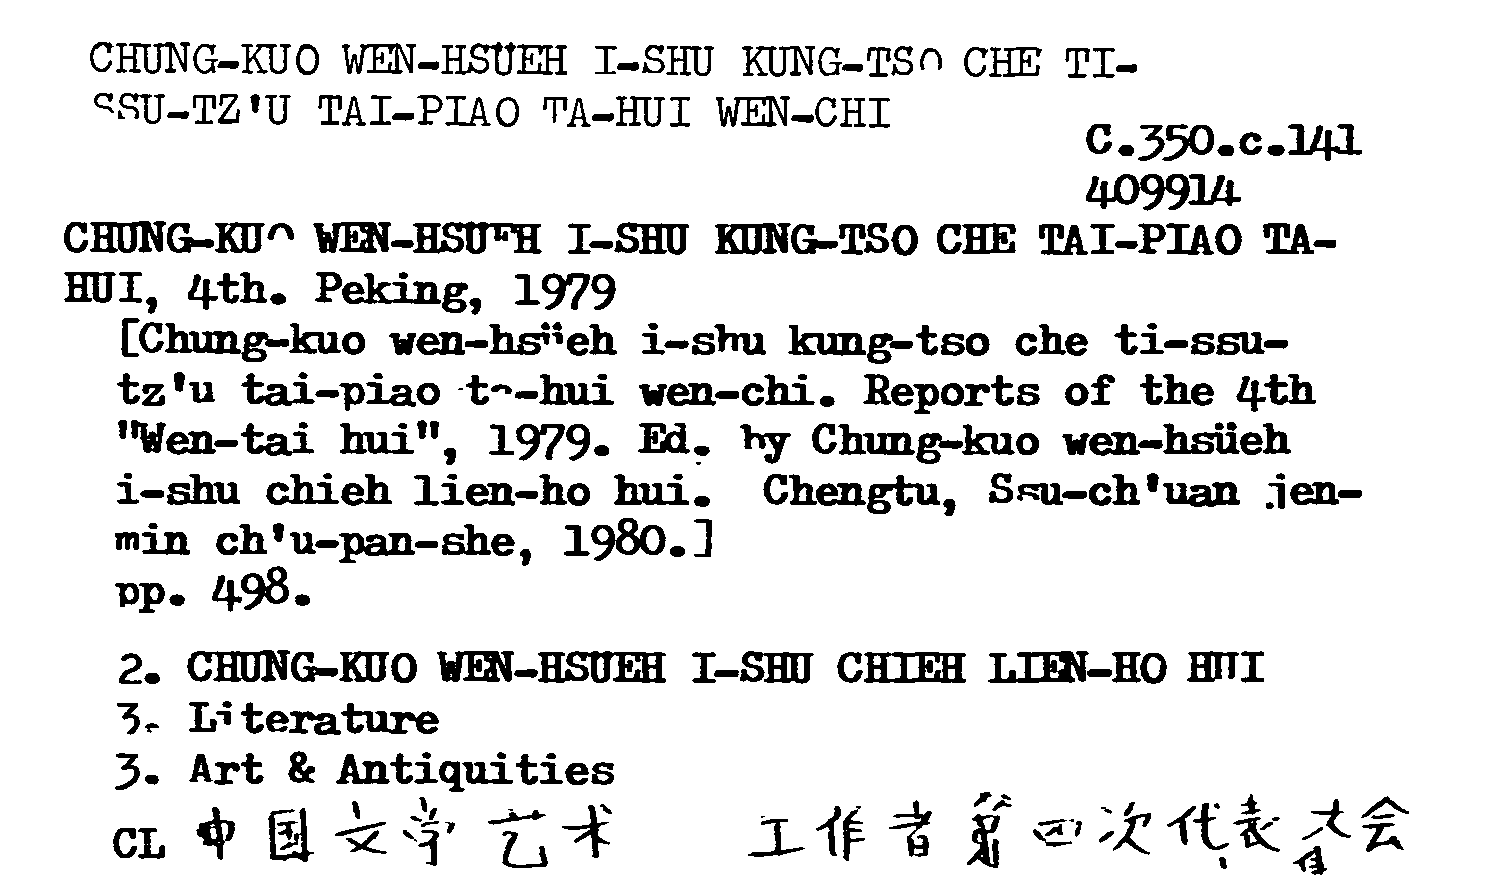 CHUNG-KUO WEN-HSÜEH I-SHU KUNG-TSO CHE TI-
SSU-TZ'U TAI-PIAO TA-HUI WEN-CHI
C.350.c.141
409914
CHUNG-KUO WEN-HSUEH I-SHU KUNG-TSO CHE TAI-PIAO TA-
HUI, 4th. Peking, 1979
[Chung-kuo wen-hsüeh i-shu kung-tso che ti-ssu-
tz'u tai-piao ta-hui wen-chi. Reports of the 4th
"Wen-tai hui", 1979. Ed. by Chung-kuo wen-hsüeh
i-shu chieh lien-ho hui. Chengtu, Ssu-ch'uan jen-
min ch'u-pan-she, 1980.]
pp. 498.
2. CHUNG-KUO WEN-HSUEH I-SHU CHIEH LIEN-HO HUI
3. Literature
3. Art & Antiquities
CL 中国文学艺术 工作者第四次代表大会